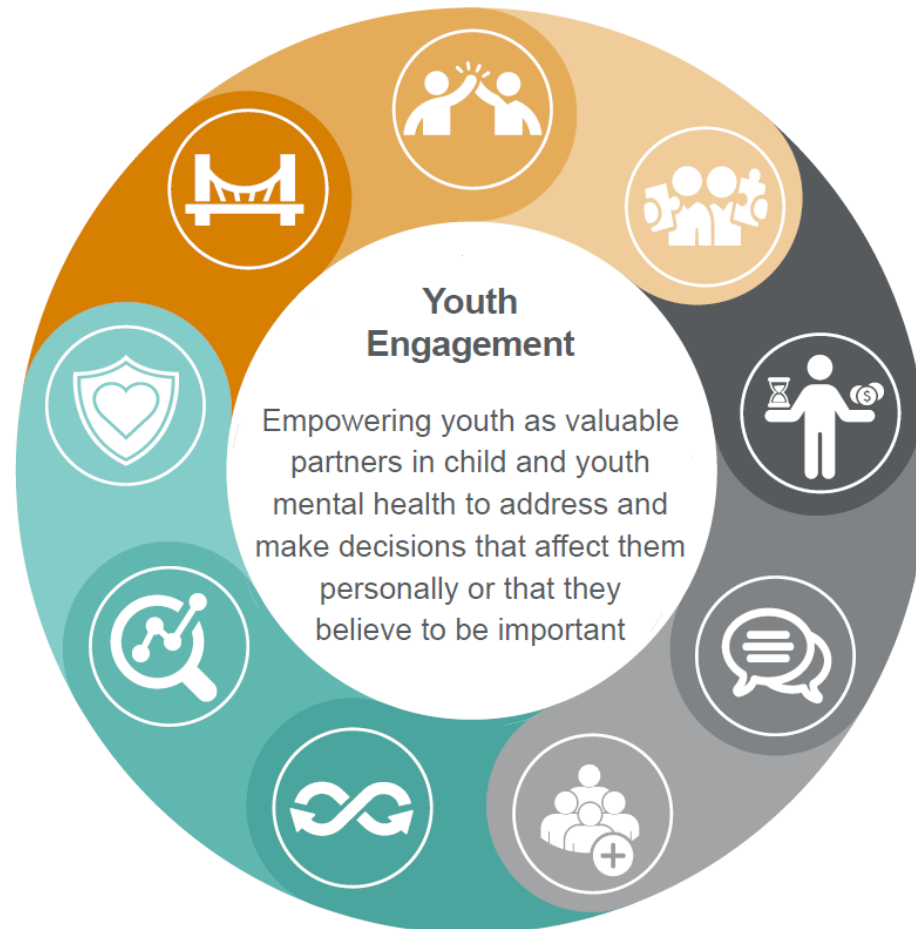 Youth
Engagement
Empowering youth as valuable
partners in child and youth
mental health to address and
make decisions that affect them
personally or that they
believe to be important
$